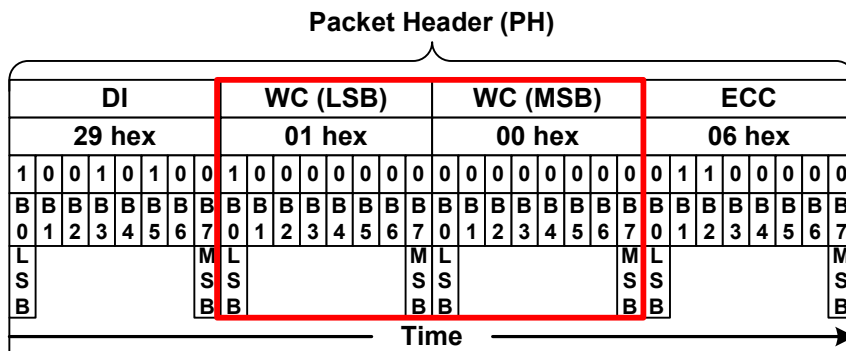 Packet Header (PH)
DI WC (LSB) WC (MSB) ECC
29 hex 01 hex 00 hex 06 hex
1 0 0 1 0 1 0 0 1 0 0 0 0 0 0 0 0 0 0 0 0 0 0 0 0 1 1 0 0 0 0 0
B B B B B B B B B B B B B B B B B B B B B B B B B B B B B B B B
0 1 2 3 4 5 6 7 0 1 2 3 4 5 6 7 0 1 2 3 4 5 6 7 0 1 2 3 4 5 6 7
L M L M L M L M
S S S S S S S S
B B B B B B B B
Time